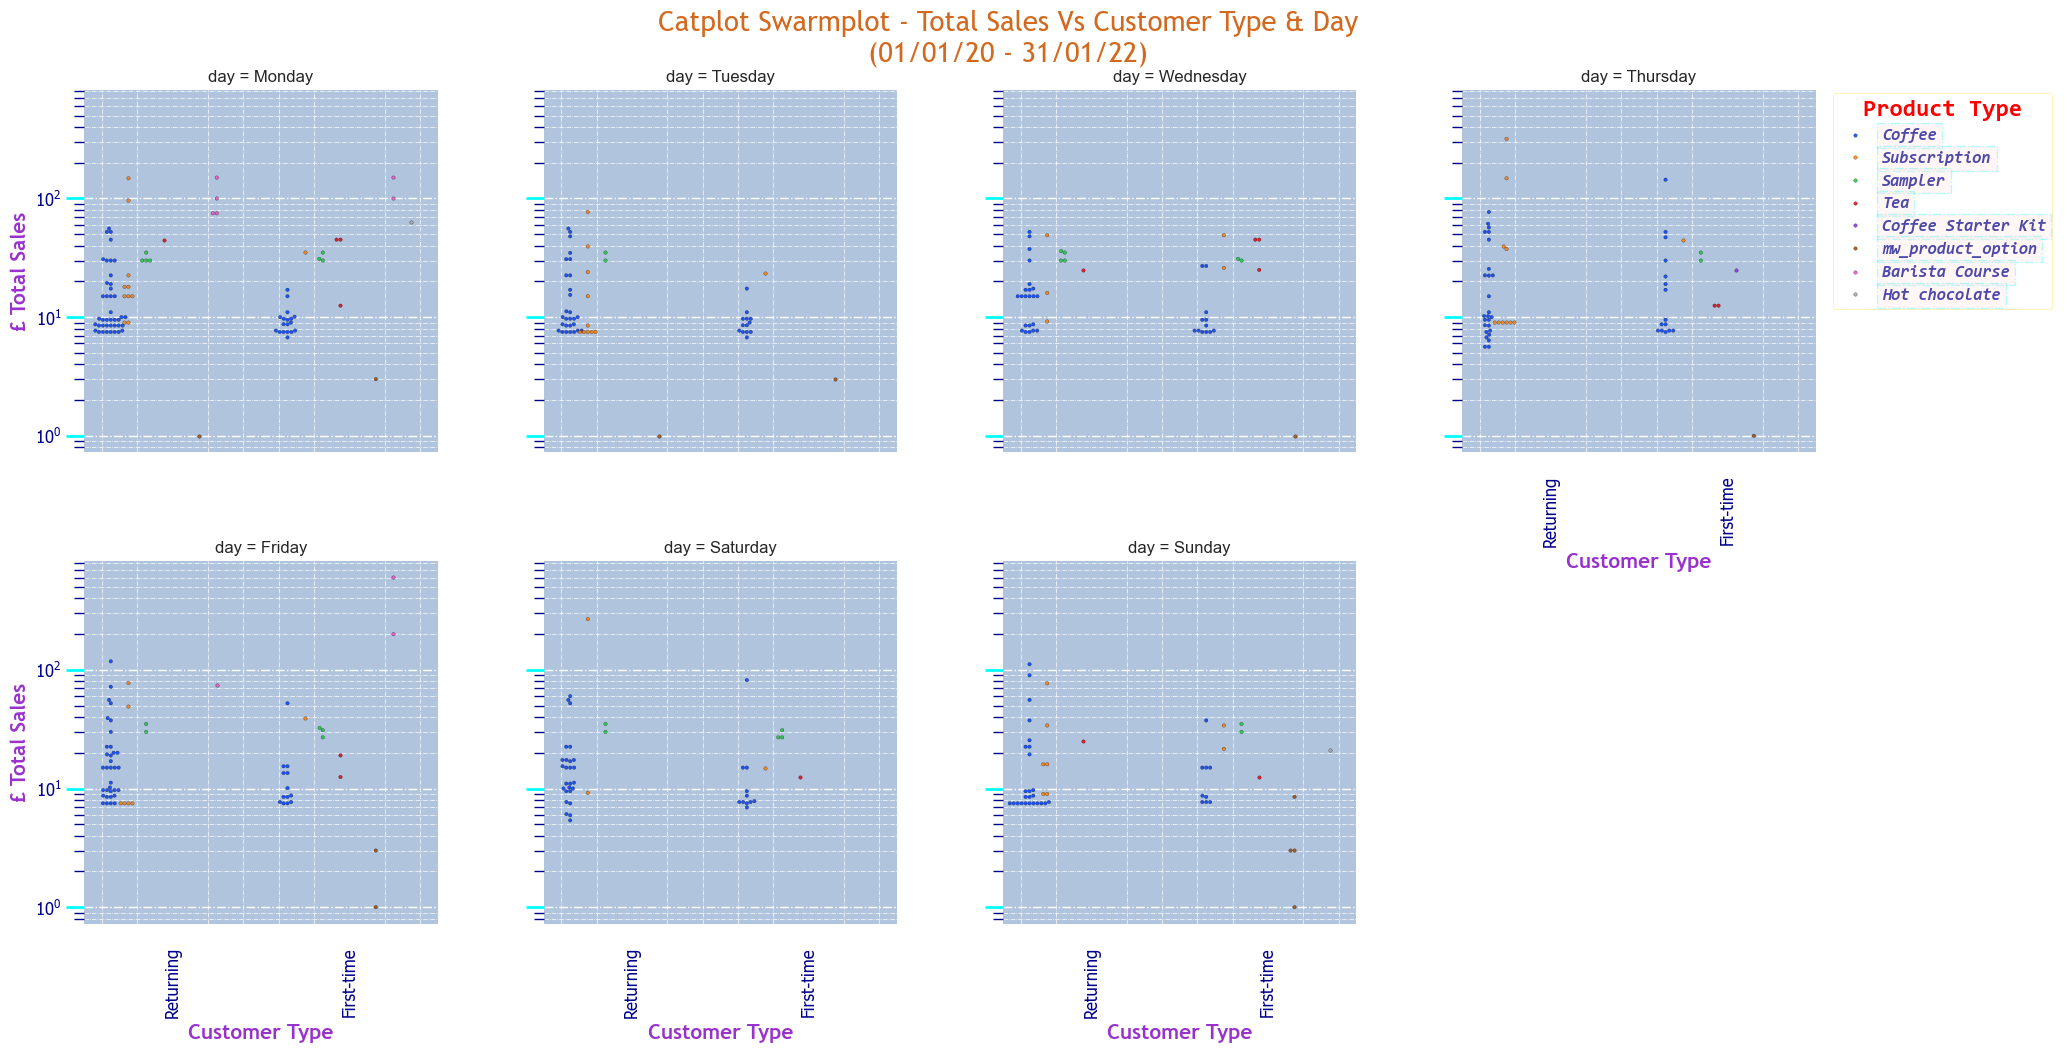 Catplot Swarmplot - Total Sales Vs Customer Type & Day
(01/01/20 - 31/01/22)
day = Monday
day = Tuesday
day = Wednesday
day = Thursday
£ Total Sales
10²
10¹
10⁰
Returning
First-time
Customer Type
Product Type
Coffee
Subscription
Sampler
Tea
Coffee Starter Kit
mw_product_option
Barista Course
Hot chocolate
day = Friday
day = Saturday
day = Sunday
£ Total Sales
10²
10¹
10⁰
Returning
First-time
Customer Type
Returning
First-time
Customer Type
Returning
First-time
Customer Type